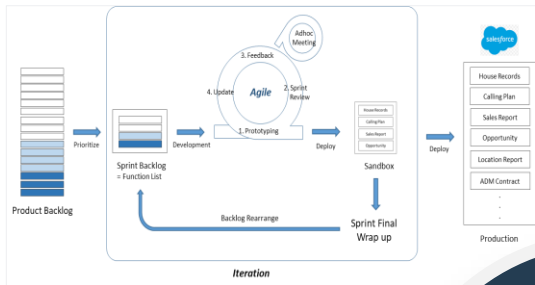 Product Backlog
Prioritize
Sprint Backlog
= Function List
Development
Adhoc
Meeting
3. Feedback
4. Update
Agile
2. Sprint
Review
1. Prototyping
Deploy
House Records
Calling Plan
Sales Report
Opportunity
Sandbox
Backlog Rearrange
Sprint Final
Wrap up
Iteration
Deploy
salesforce
House Records
Calling Plan
Sales Report
Opportunity
Location Report
ADM Contract
.
.
.
Production